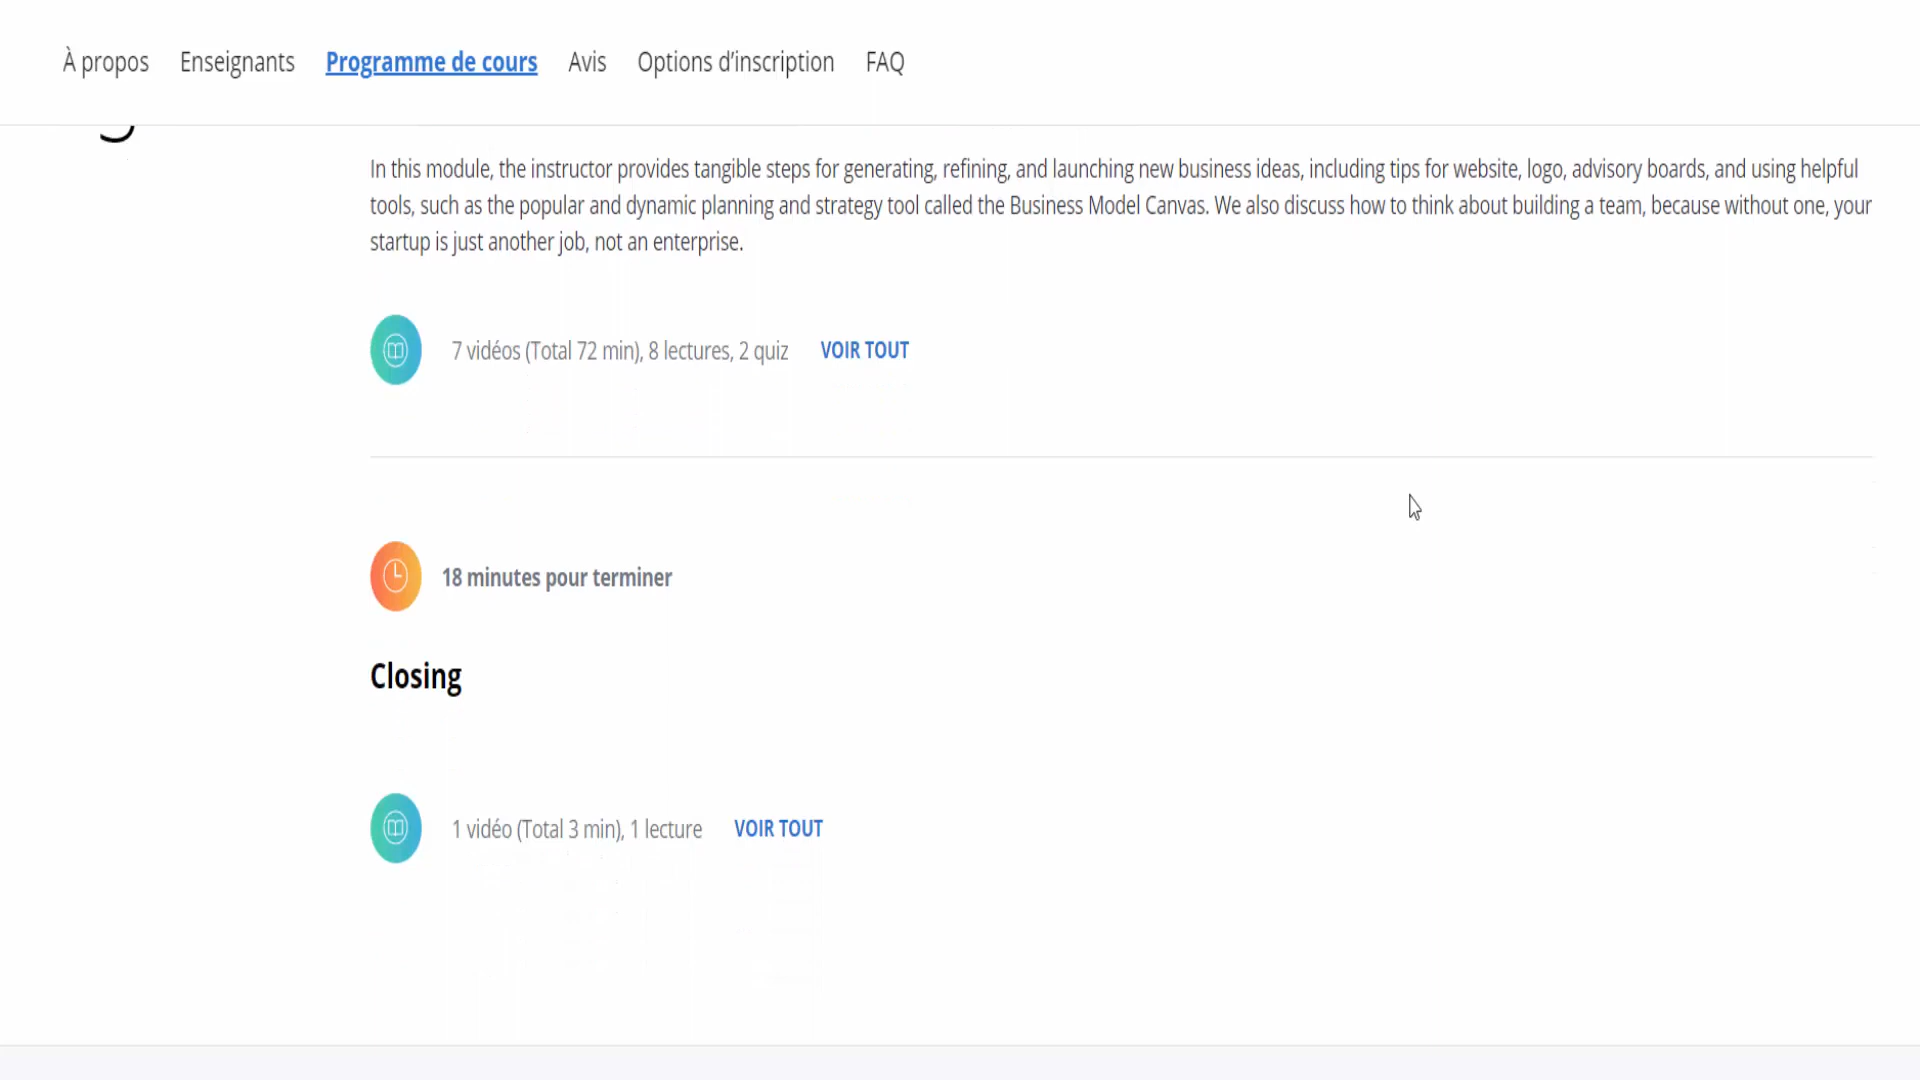 À propos Enseignants Programme de cours Avis Options d’inscription FAQ
In this module, the instructor provides tangible steps for generating, refining, and launching new business ideas, including tips for website, logo, advisory boards, and using helpful
tools, such as the popular and dynamic planning and strategy tool called the Business Model Canvas. We also discuss how to think about building a team, because without one, your
startup is just another job, not an enterprise.
7 vidéos (Total 72 min), 8 lectures, 2 quiz VOIR TOUT
18 minutes pour terminer
Closing
1 vidéo (Total 3 min), 1 lecture VOIR TOUT